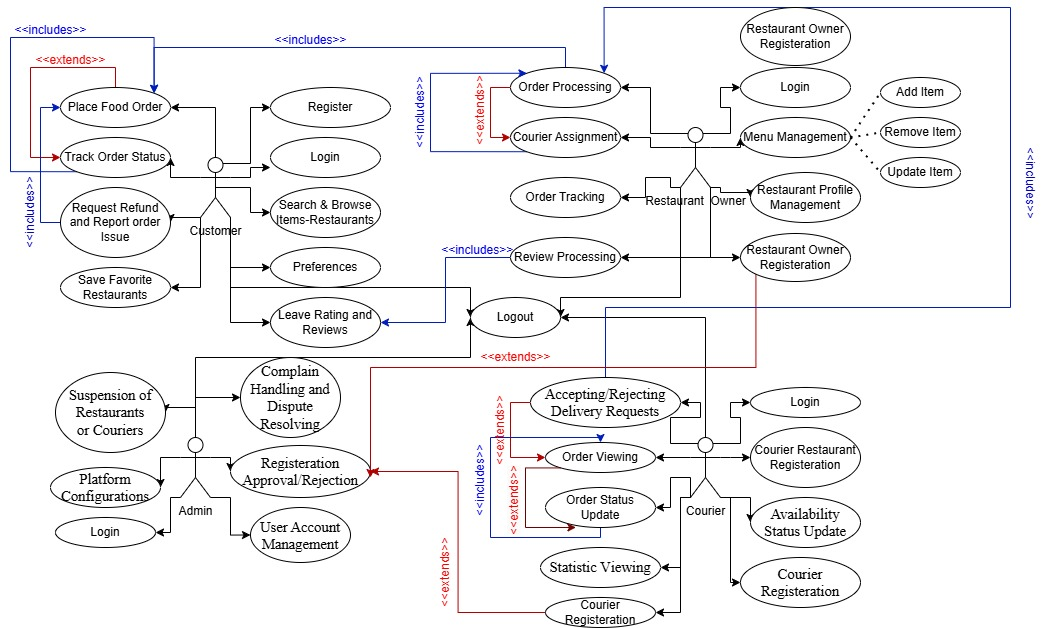 <<includes>>
<<extends>>
Place Food Order
Track Order Status
<<includes>>
Request Refund
and Report order
Issue
Save Favorite
Restaurants
Customer
Register
Login
Search & Browse
Items-Restaurants
Preferences
Leave Rating and
Reviews
<<includes>>
Order Processing
<<includes>>
<<extends>>
Courier Assignment
Order Tracking
<<includes>>
Review Processing
Restaurant Owner
Restaurant Owner
Registeration
Login
Menu Management
Add Item
Remove Item
Update Item
Restaurant Profile
Management
Restaurant Owner
Registeration
<<includes>>
Logout
<<extends>>
Suspension of
Restaurants
or Couriers
Complain
Handling and
Dispute
Resolving
Platform
Configurations
Registeration
Approval/Rejection
Login
Admin
User Account
Management
Accepting/Rejecting
Delivery Requests
<<extends>>
Order Viewing
<<includes>>
<<extends>>
Order Status
Update
Statistic Viewing
<<extends>>
Courier
Registeration
Courier
Login
Courier Restaurant
Registeration
Availability
Status Update
Courier
Registeration